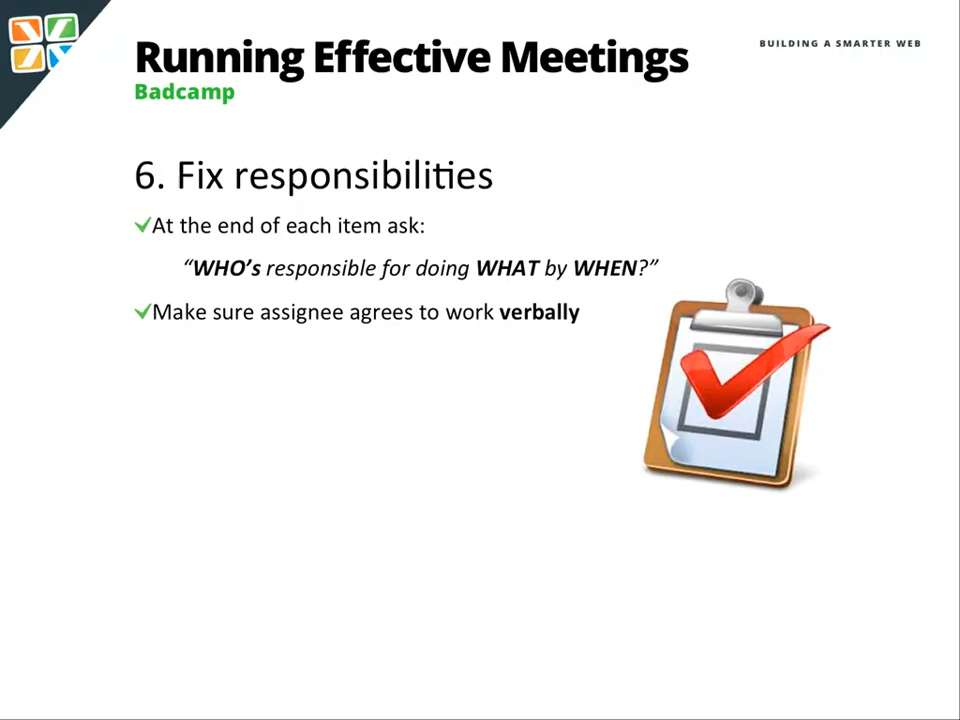 Running Effective Meetings
BUILDING A SMARTER WEB
Badcamp
6. Fix responsibilities
At the end of each item ask:
“WHO’s responsible for doing WHAT by WHEN?”
Make sure assignee agrees to work verbally